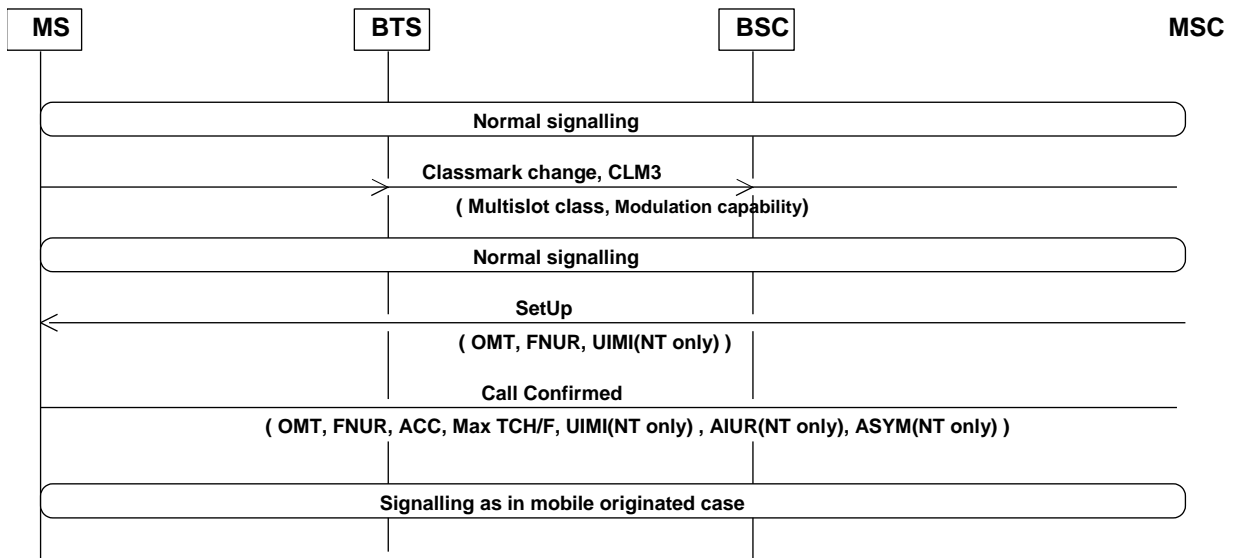 MS BTS BSC MSC
Normal signalling
Classmark change, CLM3
( Multislot class, Modulation capability)
Normal signalling
SetUp
( OMT, FNUR, UIMI(NT only) )
Call Confirmed
( OMT, FNUR, ACC, Max TCH/F, UIMI(NT only) , AIUR(NT only), ASYM(NT only) )
Signalling as in mobile originated case